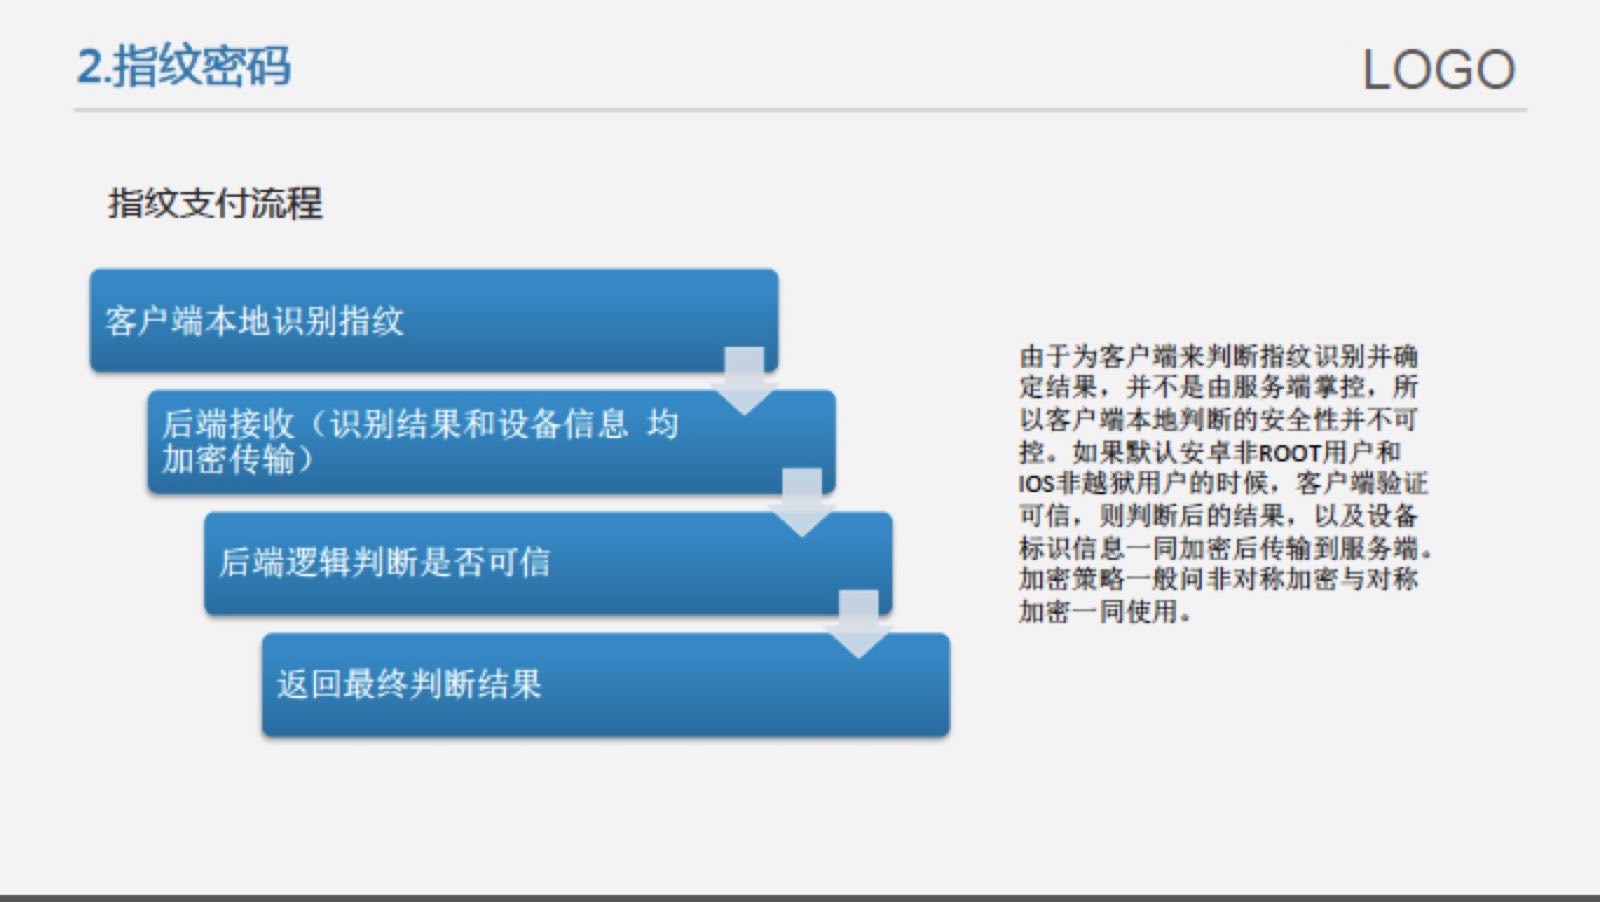 2.指纹密码
LOGO
指纹支付流程
客户端本地识别指纹
后端接收（识别结果和设备信息 均
加密传输）
后端逻辑判断是否可信
返回最终判断结果
由于为客户端来判断指纹识别并确
定结果，并不是由服务端掌控，所
以客户端本地判断的安全性并不可
控。如果默认安卓非ROOT用户和
IOS非越狱用户的时候，客户端验证
可信，则判断后的结果，以及设备
标识信息一同加密后传输到服务端。
加密策略一般问非对称加密与对称
加密一同使用。